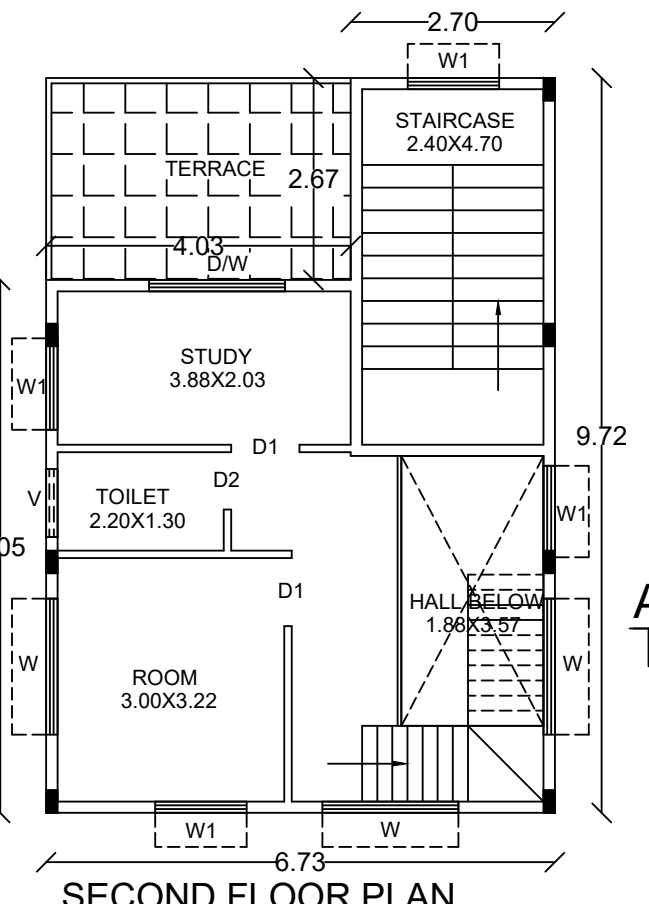 2.70
W1
STAIRCASE
2.40X4.70
TERRACE
2.67
4.03
D/W
STUDY
3.88X2.03
W1
9.72
D1
D2
V
TOILET
2.20X1.30
W1
05
D1
HALL BELOW
1.88X3.57
A
T
W
ROOM
3.00X3.22
W
W1
W
6.73
SECOND FLOOR PLAN